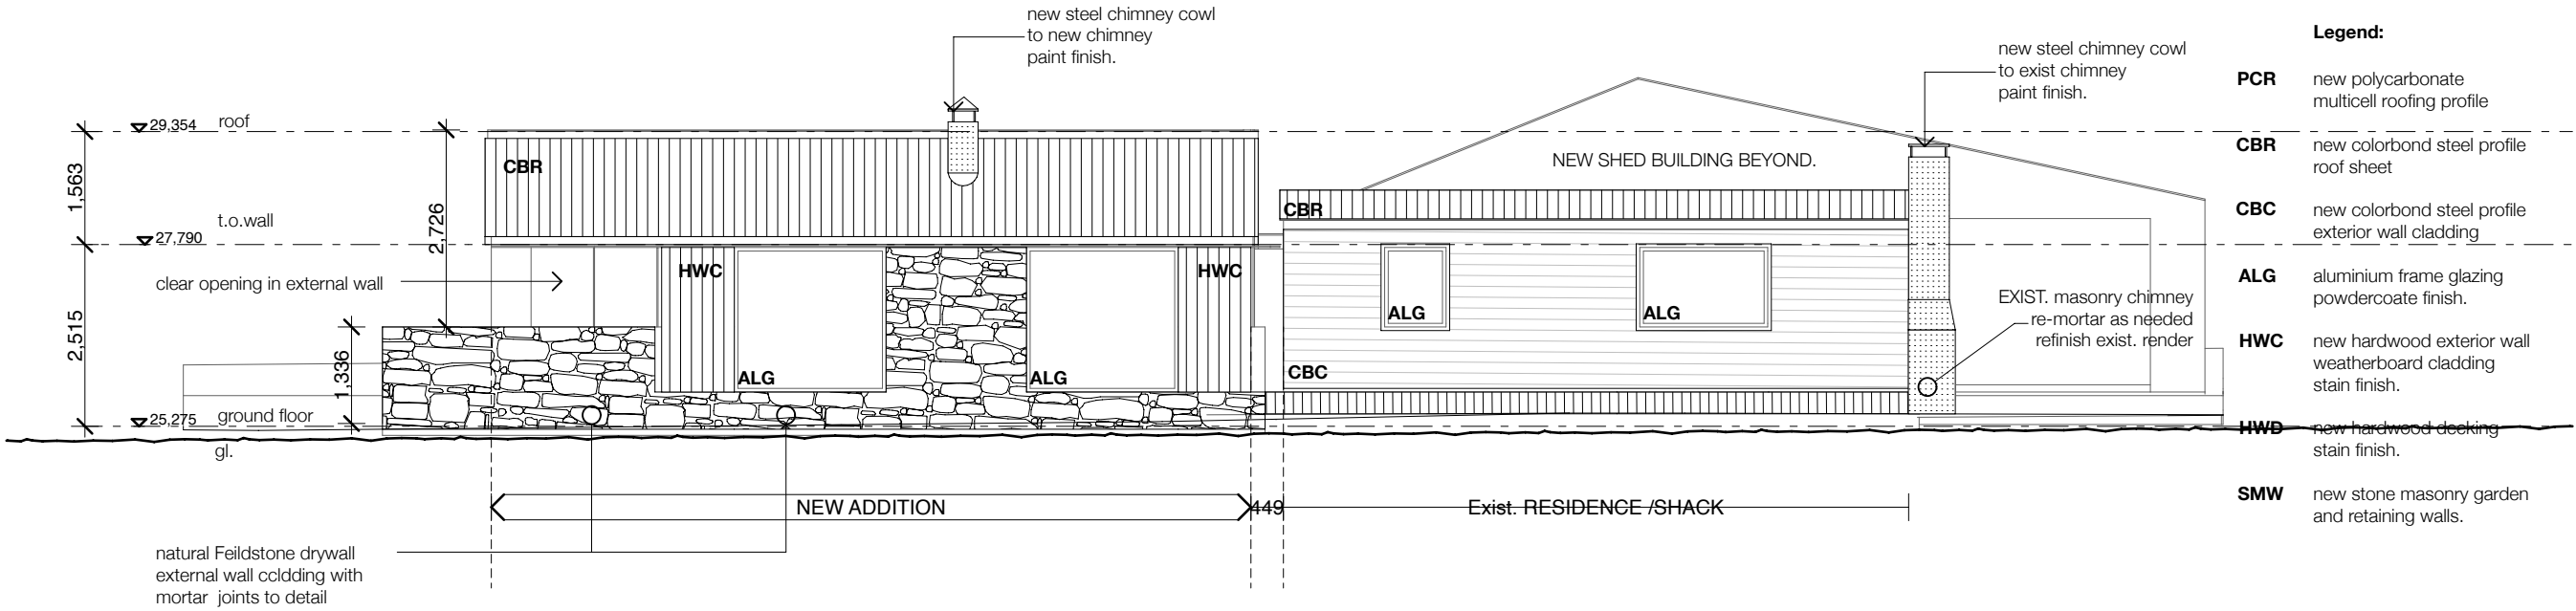 new steel chimney cowl
to new chimney
paint finish.
new steel chimney cowl
to exist chimney
paint finish.
Legend:
PCR new polycarbonate
multicell roofing profile
CBR new colorbond steel profile
roof sheet
CBC new colorbond steel profile
exterior wall cladding
ALG aluminium frame glazing
powdercoate finish.
HWC new hardwood exterior wall
weatherboard cladding
stain finish.
HWD new hardwood decking
stain finish.
SMW new stone masonry garden
and retaining walls.
29,354 roof
1,563
t.o.wall
27,790
2,726
clear opening in external wall
2,515
1,336
25,275 ground floor
gl.
CBR
HWC
HWC
ALG
ALG
NEW SHED BUILDING BEYOND.
CBR
ALG
ALG
CBC
EXIST. masonry chimney
re-mortar as needed
refinish exist. render
NEW ADDITION
449
Exist. RESIDENCE /SHACK
natural Feildstone drywall
external wall ccldding with
mortar joints to detail